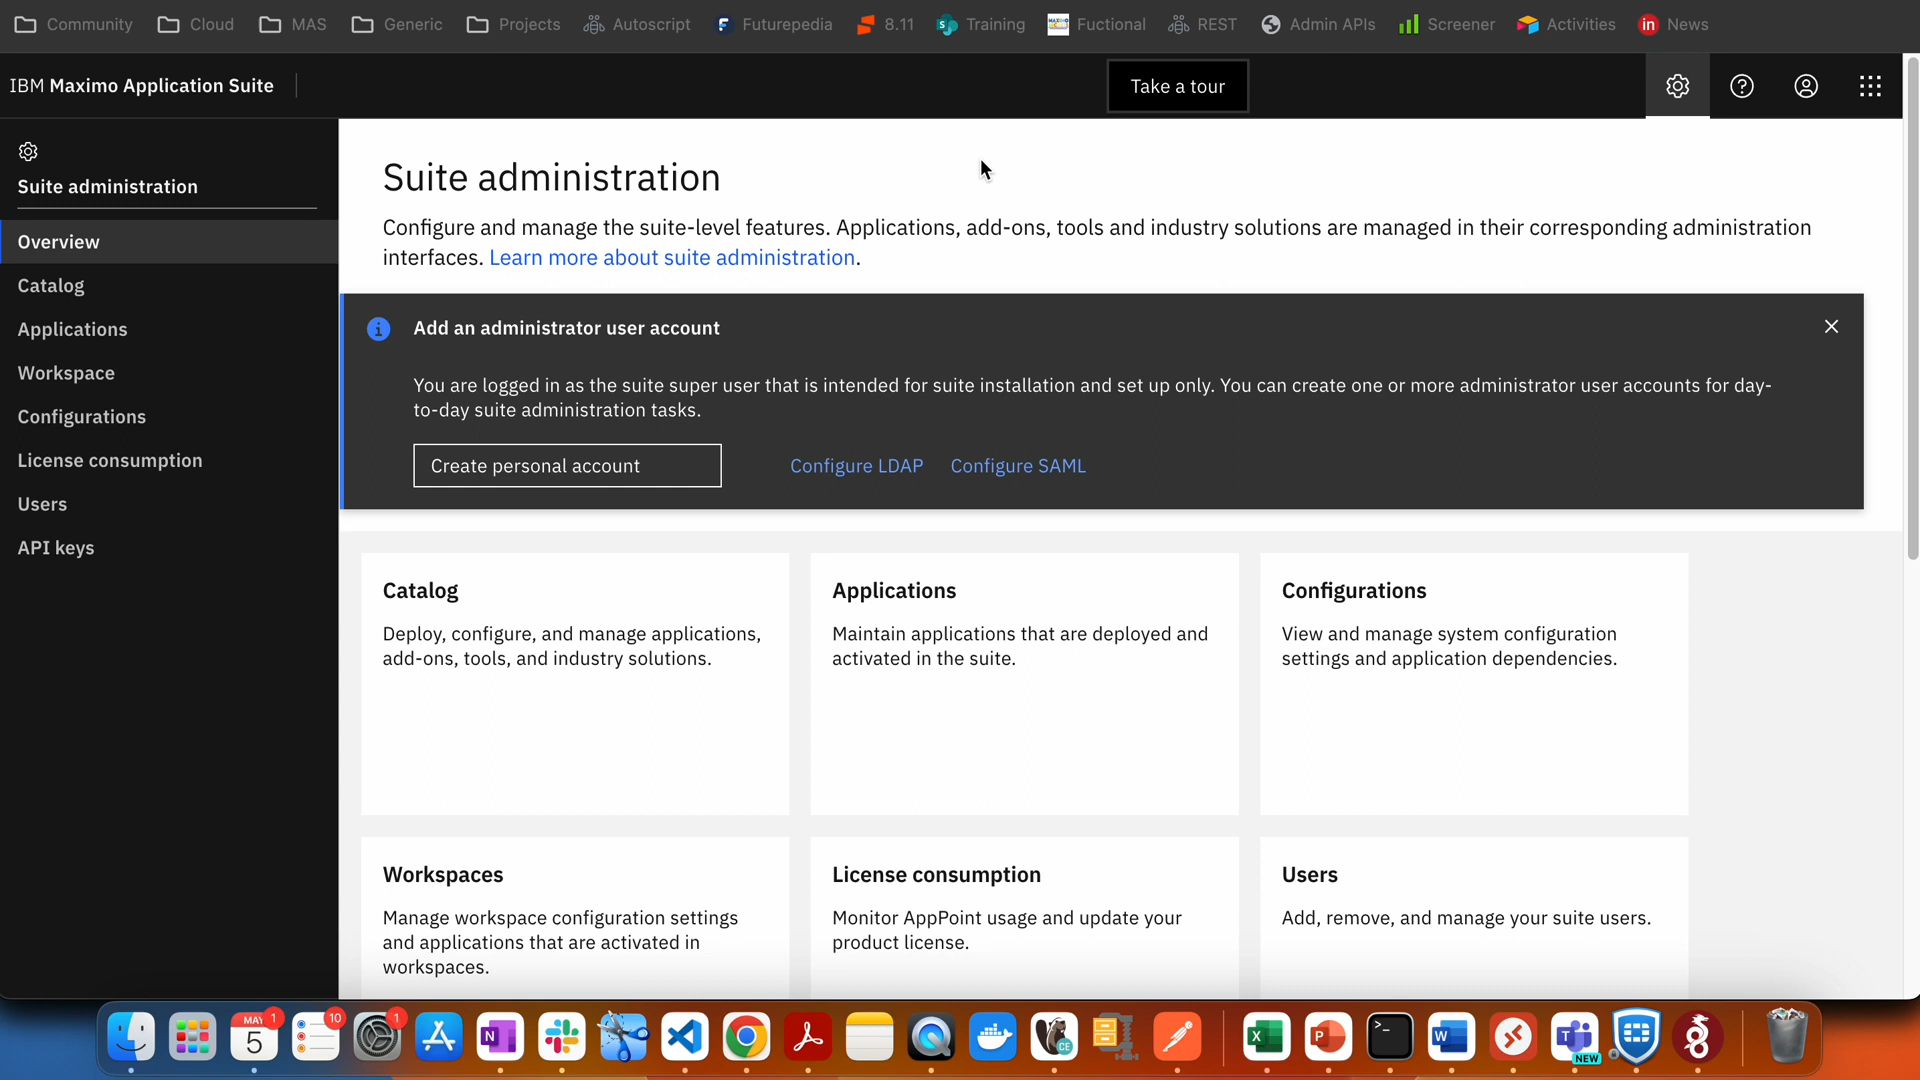 Community Cloud MAS Generic Projects Autoscript Futurepedia 8.11 Training Fuctional REST Admin APIs Screener Activities News
IBM Maximo Application Suite
Take a tour
Suite administration
Overview
Catalog
Applications
Workspace
Configurations
License consumption
Users
API keys
Suite administration
Configure and manage the suite-level features. Applications, add-ons, tools and industry solutions are managed in their corresponding administration
interfaces. Learn more about suite administration.
Add an administrator user account
You are logged in as the suite super user that is intended for suite installation and set up only. You can create one or more administrator user accounts for day-
to-day suite administration tasks.
Create personal account
Configure LDAP Configure SAML
Catalog
Deploy, configure, and manage applications,
add-ons, tools, and industry solutions.
Applications
Maintain applications that are deployed and
activated in the suite.
Configurations
View and manage system configuration
settings and application dependencies.
Workspaces
Manage workspace configuration settings
and applications that are activated in
workspaces.
License consumption
Monitor AppPoint usage and update your
product license.
Users
Add, remove, and manage your suite users.
MAY 1 10 1
5
NEW